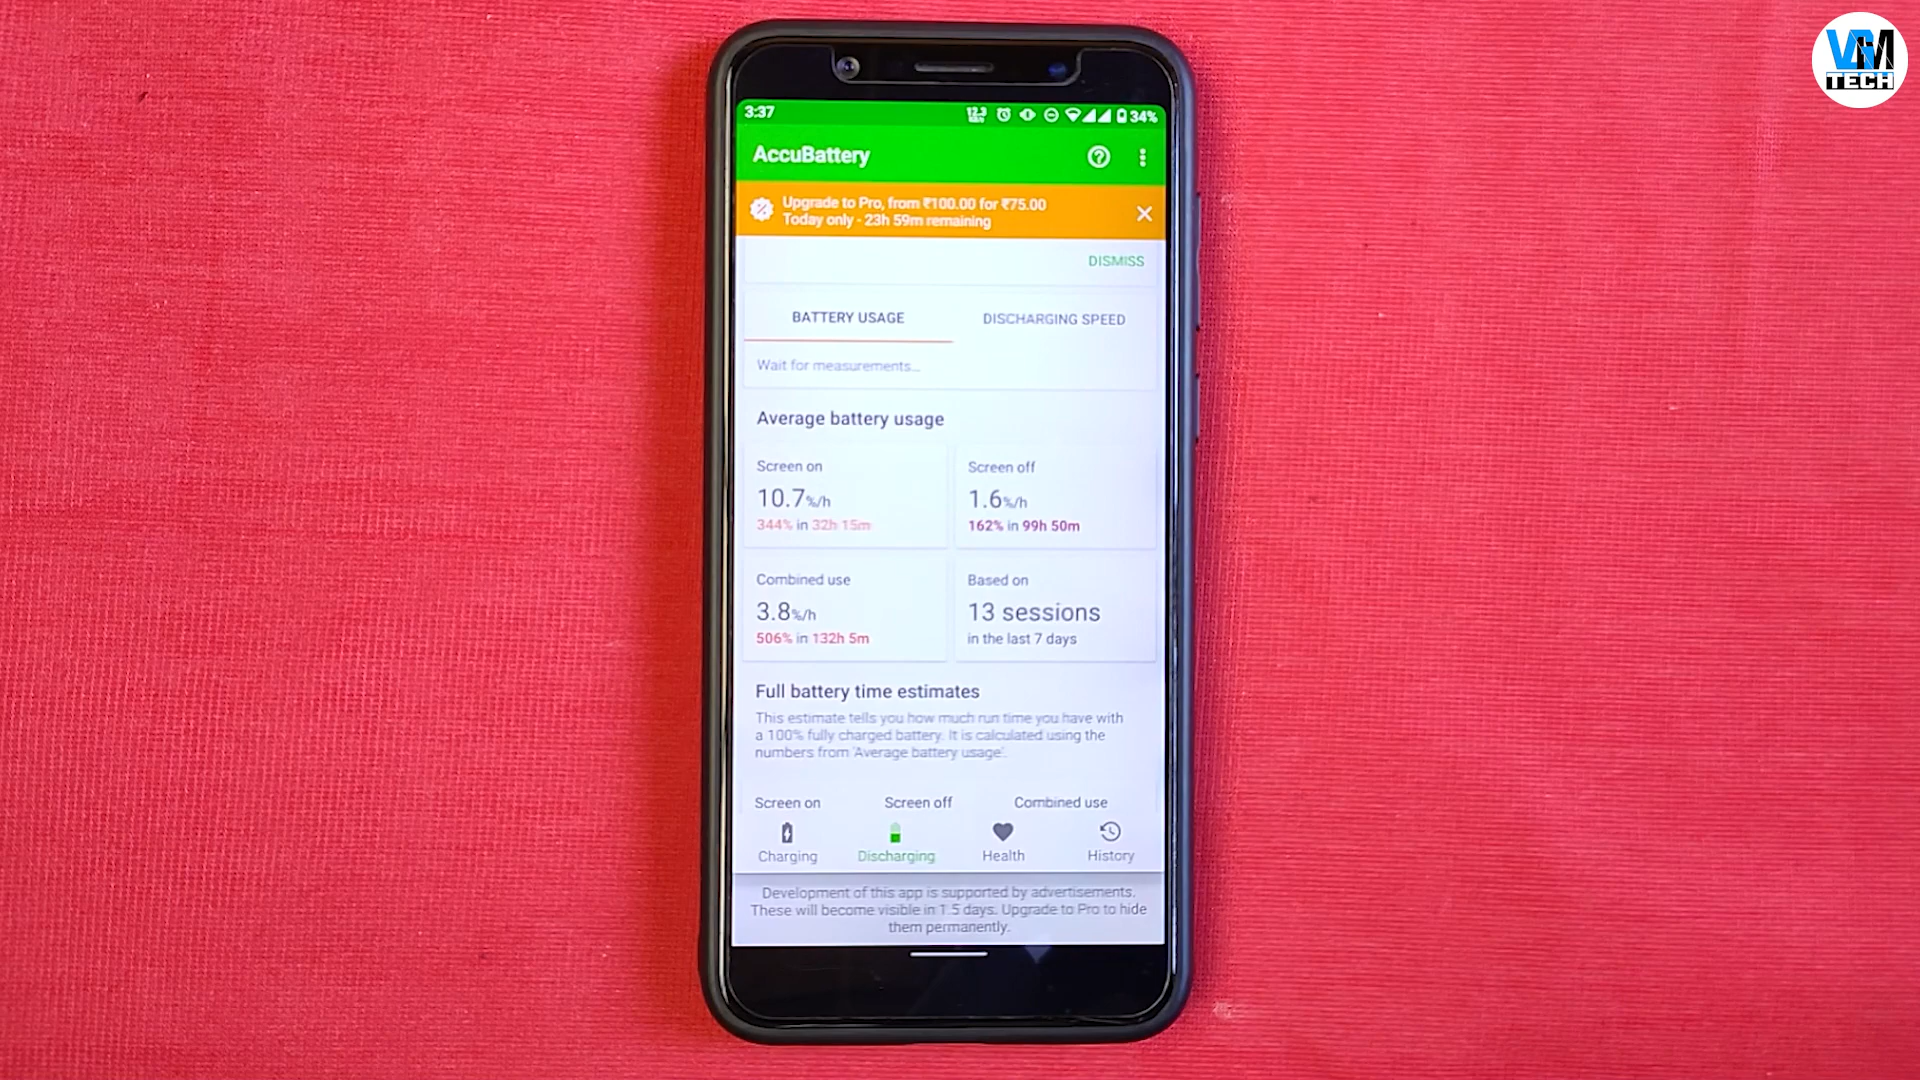 VGM
TECH
3:37
12.3
KB/s
34%
AccuBattery
Upgrade to Pro, from ₹100.00 for ₹75.00
Today only - 23h 59m remaining
DISMISS
BATTERY USAGE
DISCHARGING SPEED
Wait for measurements...
Average battery usage
Screen on
10.7%/h
344% in 32h 15m
Screen off
1.6%/h
162% in 99h 50m
Combined use
3.8%/h
506% in 132h 5m
Based on
13 sessions
in the last 7 days
Full battery time estimates
This estimate tells you how much run time you have with
a 100% fully charged battery. It is calculated using the
numbers from 'Average battery usage'.
Screen on
Screen off
Combined use
Charging
Discharging
Health
History
Development of this app is supported by advertisements.
These will become visible in 1.5 days. Upgrade to Pro to hide
them permanently.